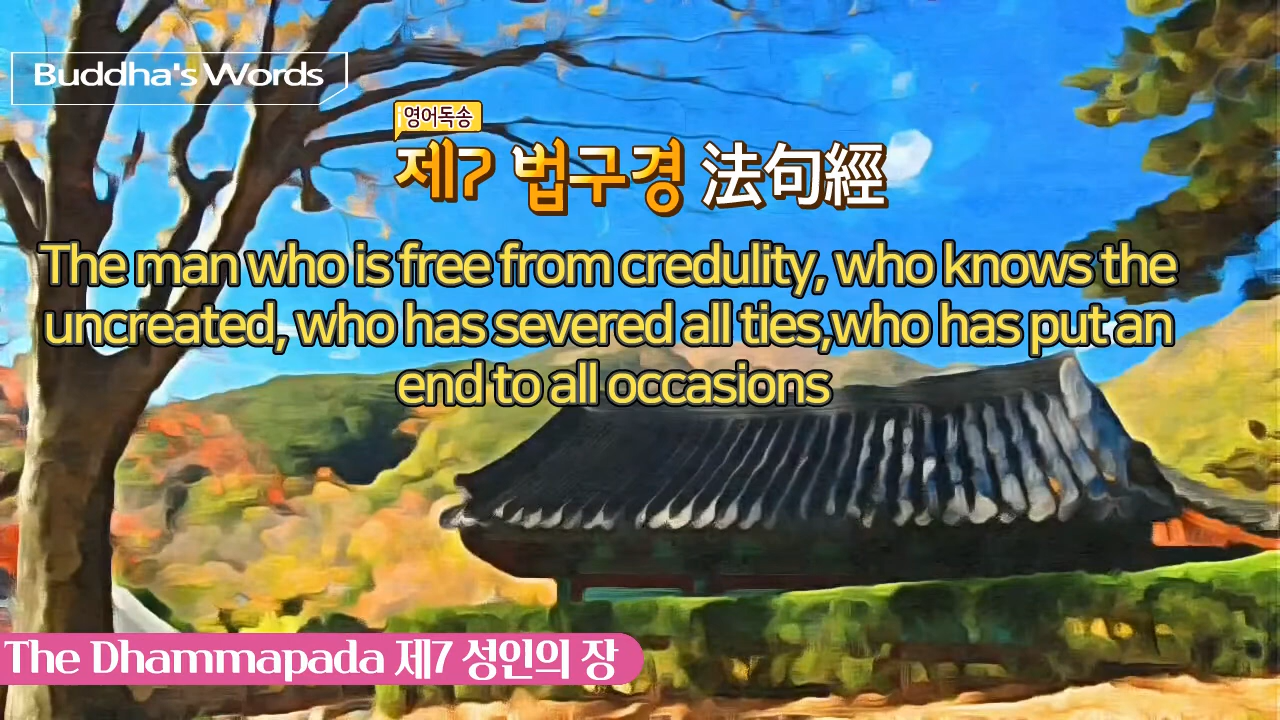 Buddha's Words
영어독송
제7 법구경 法句經
The man who is free from credulity, who knows the
uncreated, who has severed all ties,who has put an
end to all occasions
The Dhammapada 제7 성인의 장